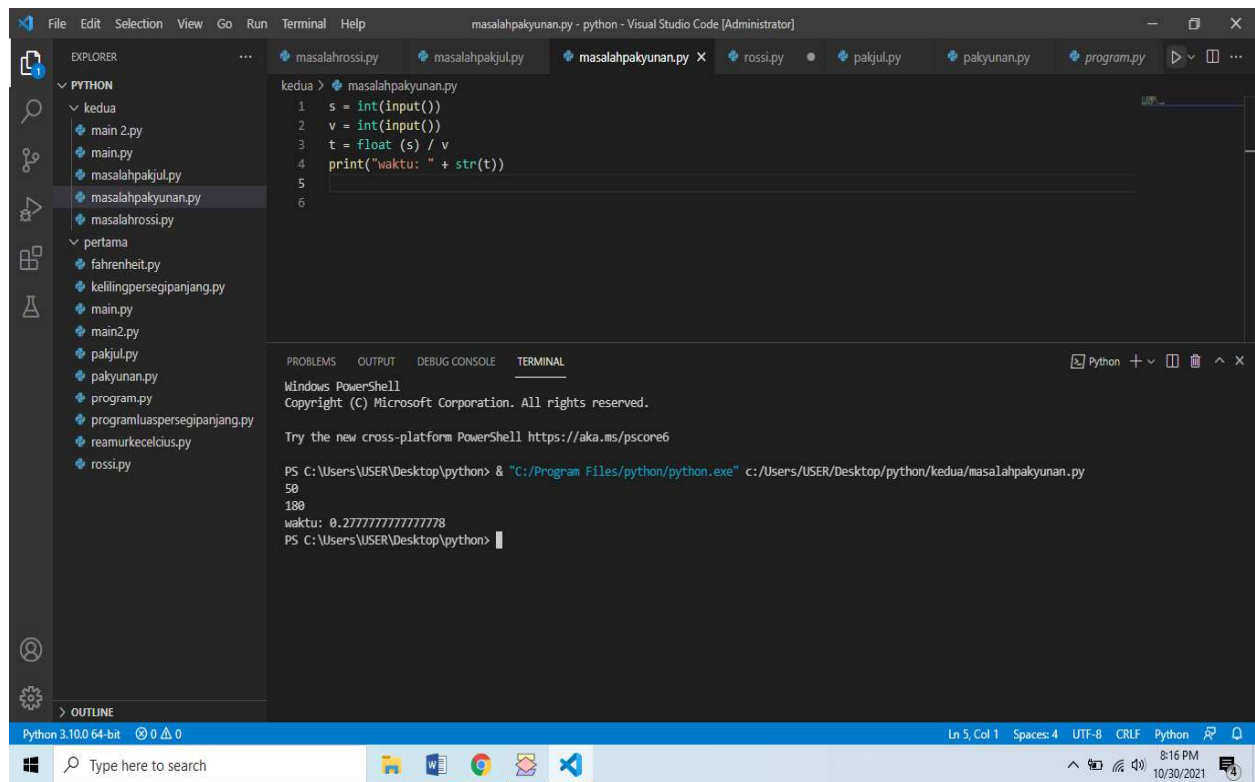 File Edit Selection View Go Run Terminal Help masalahpakyunan.py - python - Visual Studio Code [Administrator]
EXPLORER ...
masalahrossi.py masalahpakjul.py masalahpakyunan.py rossi.py pakjul.py pakyunan.py program.py
1
PYTHON
kedua
main 2.py
main.py
masalahpakjul.py
masalahpakyunan.py
masalahrossi.py
pertama
fahrenheit.py
kelilingpersegipanjang.py
main.py
main2.py
pakjul.py
pakyunan.py
program.py
programluaspersegipanjang.py
reamurkecelcius.py
rossi.py
OUTLINE
kedua > masalahpakyunan.py
1 s = int(input())
2 v = int(input())
3 t = float (s) / v
4 print("waktu: " + str(t))
5
6
PROBLEMS OUTPUT DEBUG CONSOLE TERMINAL Python
Windows PowerShell
Copyright (C) Microsoft Corporation. All rights reserved.
Try the new cross-platform PowerShell https://aka.ms/pscore6
PS C:\Users\USER\Desktop\python> & "C:/Program Files/python/python.exe" c:/Users/USER/Desktop/python/kedua/masalahpakyunan.py
50
180
waktu: 0.2777777777777778
PS C:\Users\USER\Desktop\python>
Python 3.10.0 64-bit 0 0 Ln 5, Col 1 Spaces: 4 UTF-8 CRLF Python
Type here to search
8:16 PM
10/30/2021
4